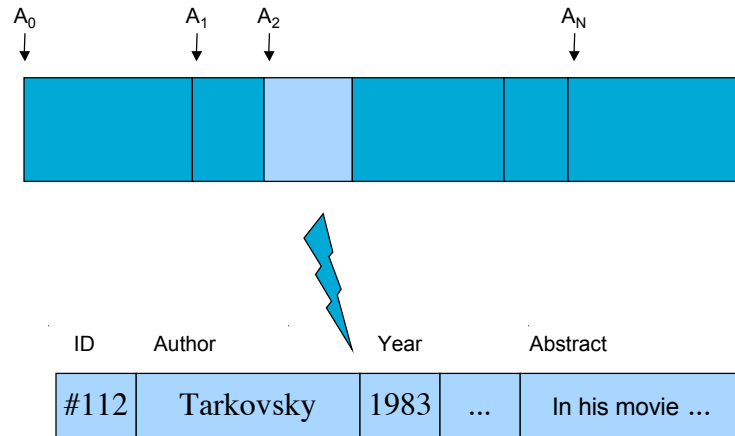 A0 A1 A2 AN
ID Author Year Abstract
#112 Tarkovsky 1983 ... In his movie ...